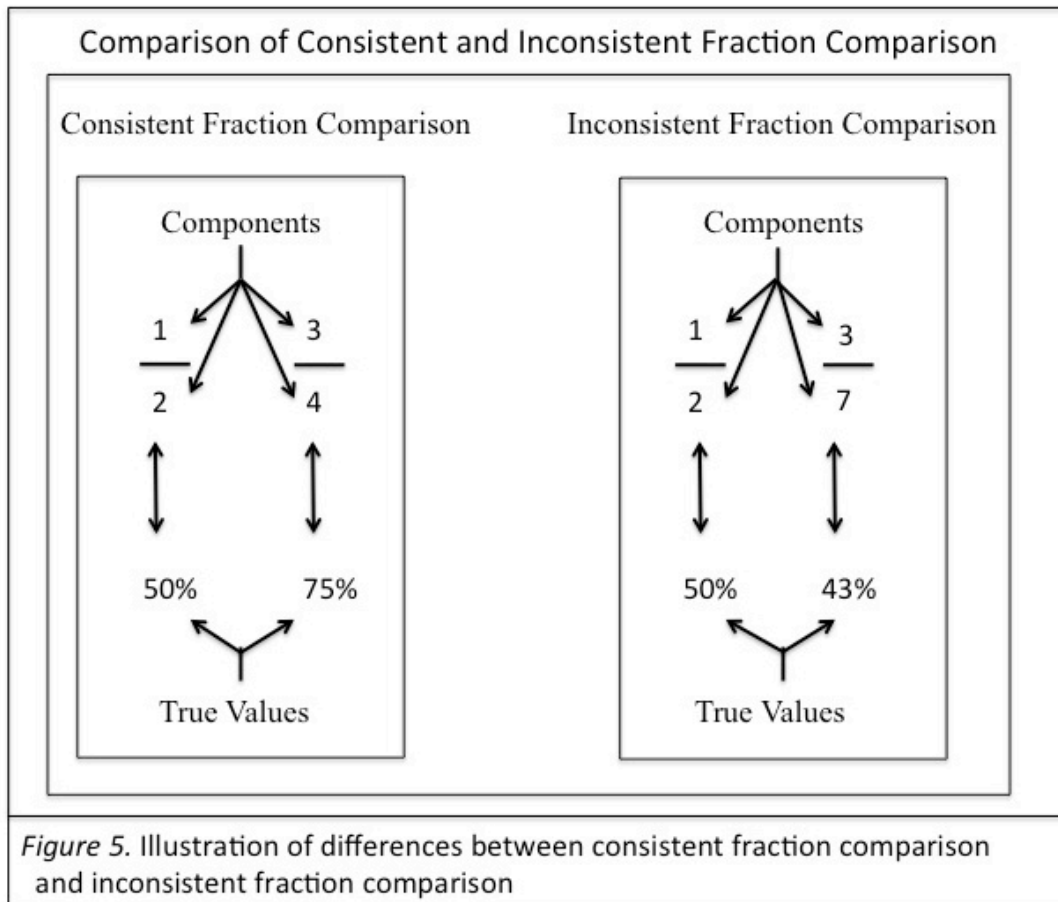 Comparison of Consistent and Inconsistent Fraction Comparison
Consistent Fraction Comparison
Components
1 3
2 4
50% 75%
True Values
Inconsistent Fraction Comparison
Components
1 3
2 7
50% 43%
True Values
Figure 5. Illustration of differences between consistent fraction comparison
and inconsistent fraction comparison